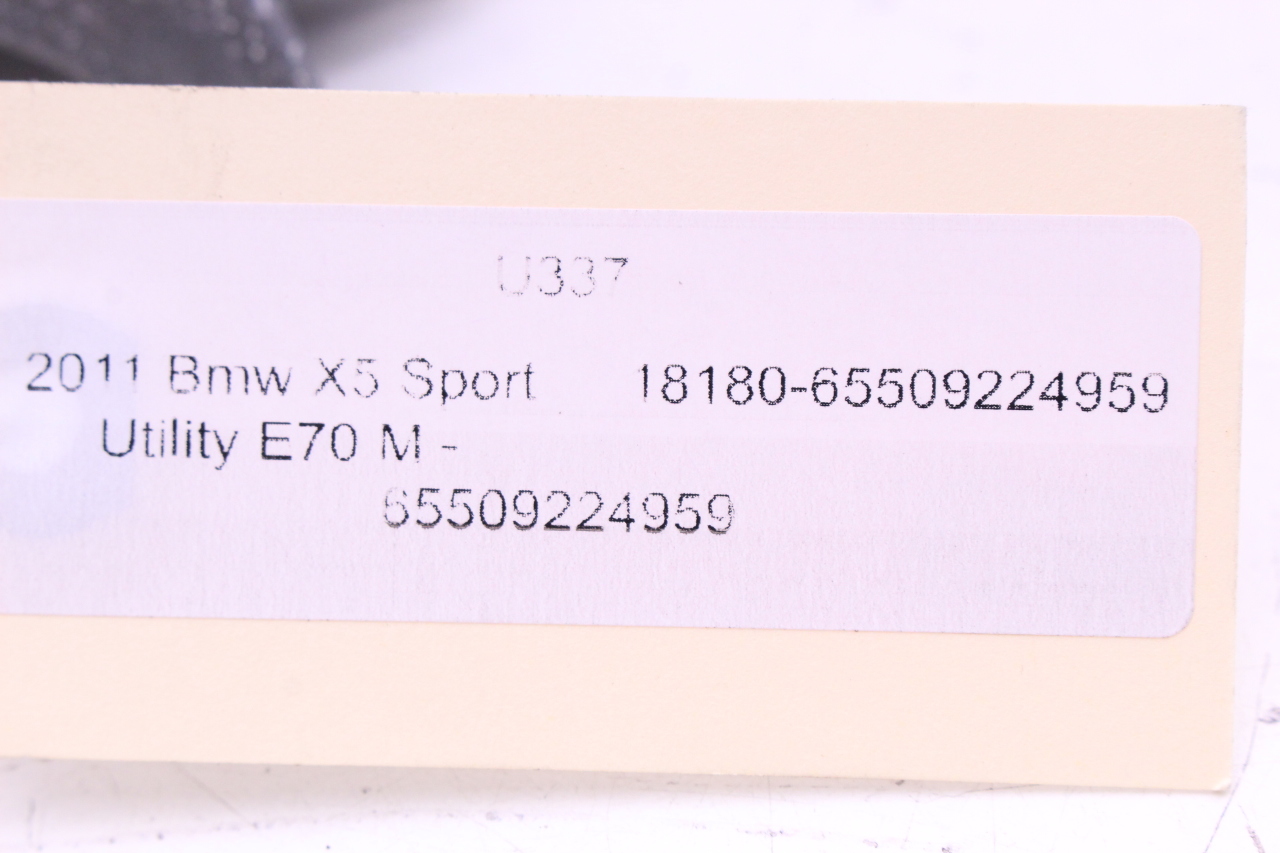 U337
2011 Bmw X5 Sport 18180-65509224959
Utility E70 M -
65509224959